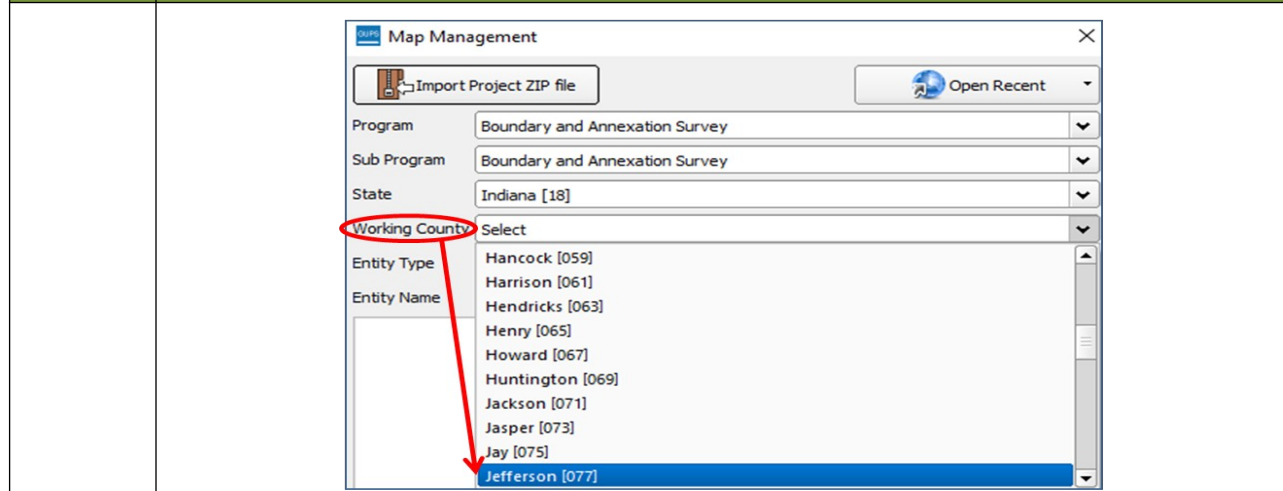 GUPS Map Management
Import Project ZIP file Open Recent
Program Boundary and Annexation Survey
Sub Program Boundary and Annexation Survey
State Indiana [18]
Working County Select
Hancock [059]
Entity Type
Harrison [061]
Entity Name
Hendricks [063]
Henry [065]
Howard [067]
Huntington [069]
Jackson [071]
Jasper [073]
Jay [075]
Jefferson [077]